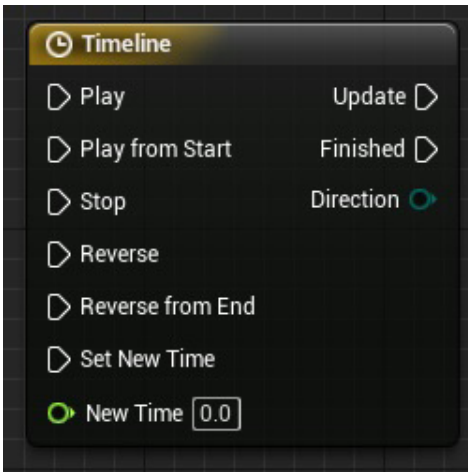 Timeline
Play Update
Play from Start Finished
Stop Direction
Reverse
Reverse from End
Set New Time
New Time 0.0